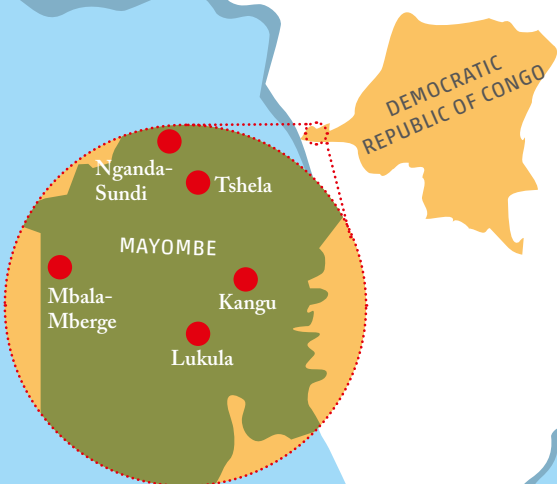 DEMOCRATIC
REPUBLIC OF CONGO
Nganda-
Sundi
Tshela
MAYOMBE
Mbala-
Mberge
Kangu
Lukula